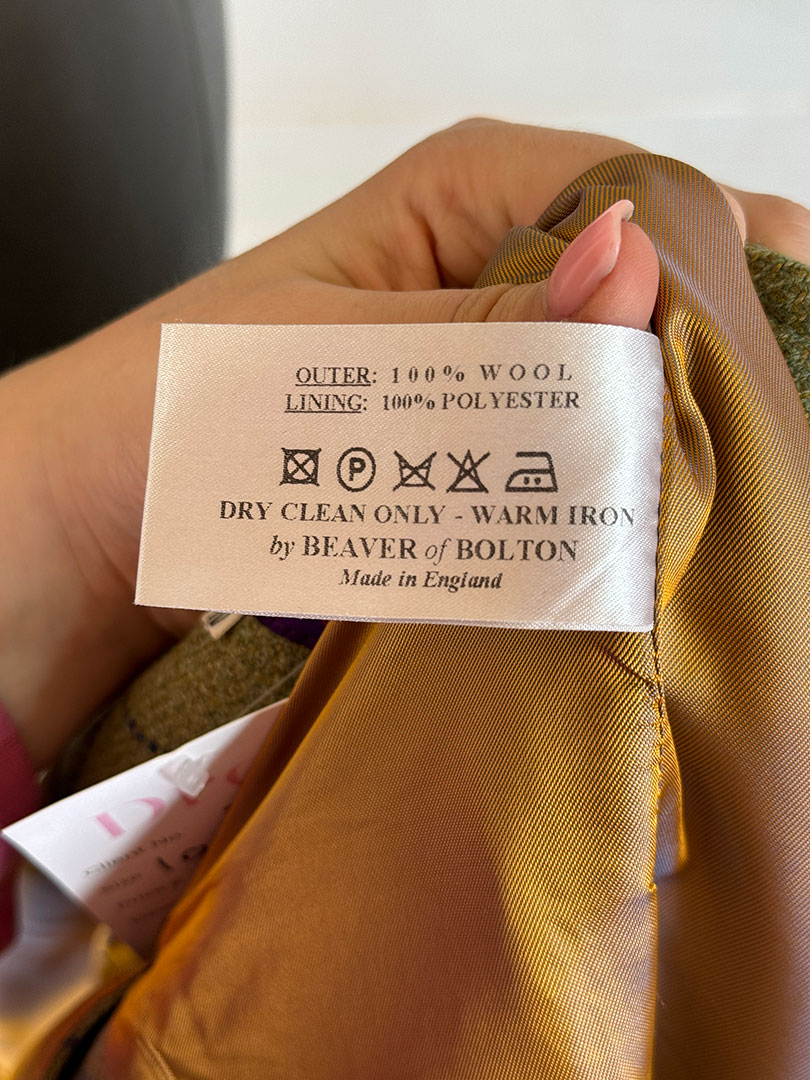 OUTER: 100% WOOL
LINING: 100% POLYESTER
P
DRY CLEAN ONLY - WARM IRON
by BEAVER of BOLTON
Made in England